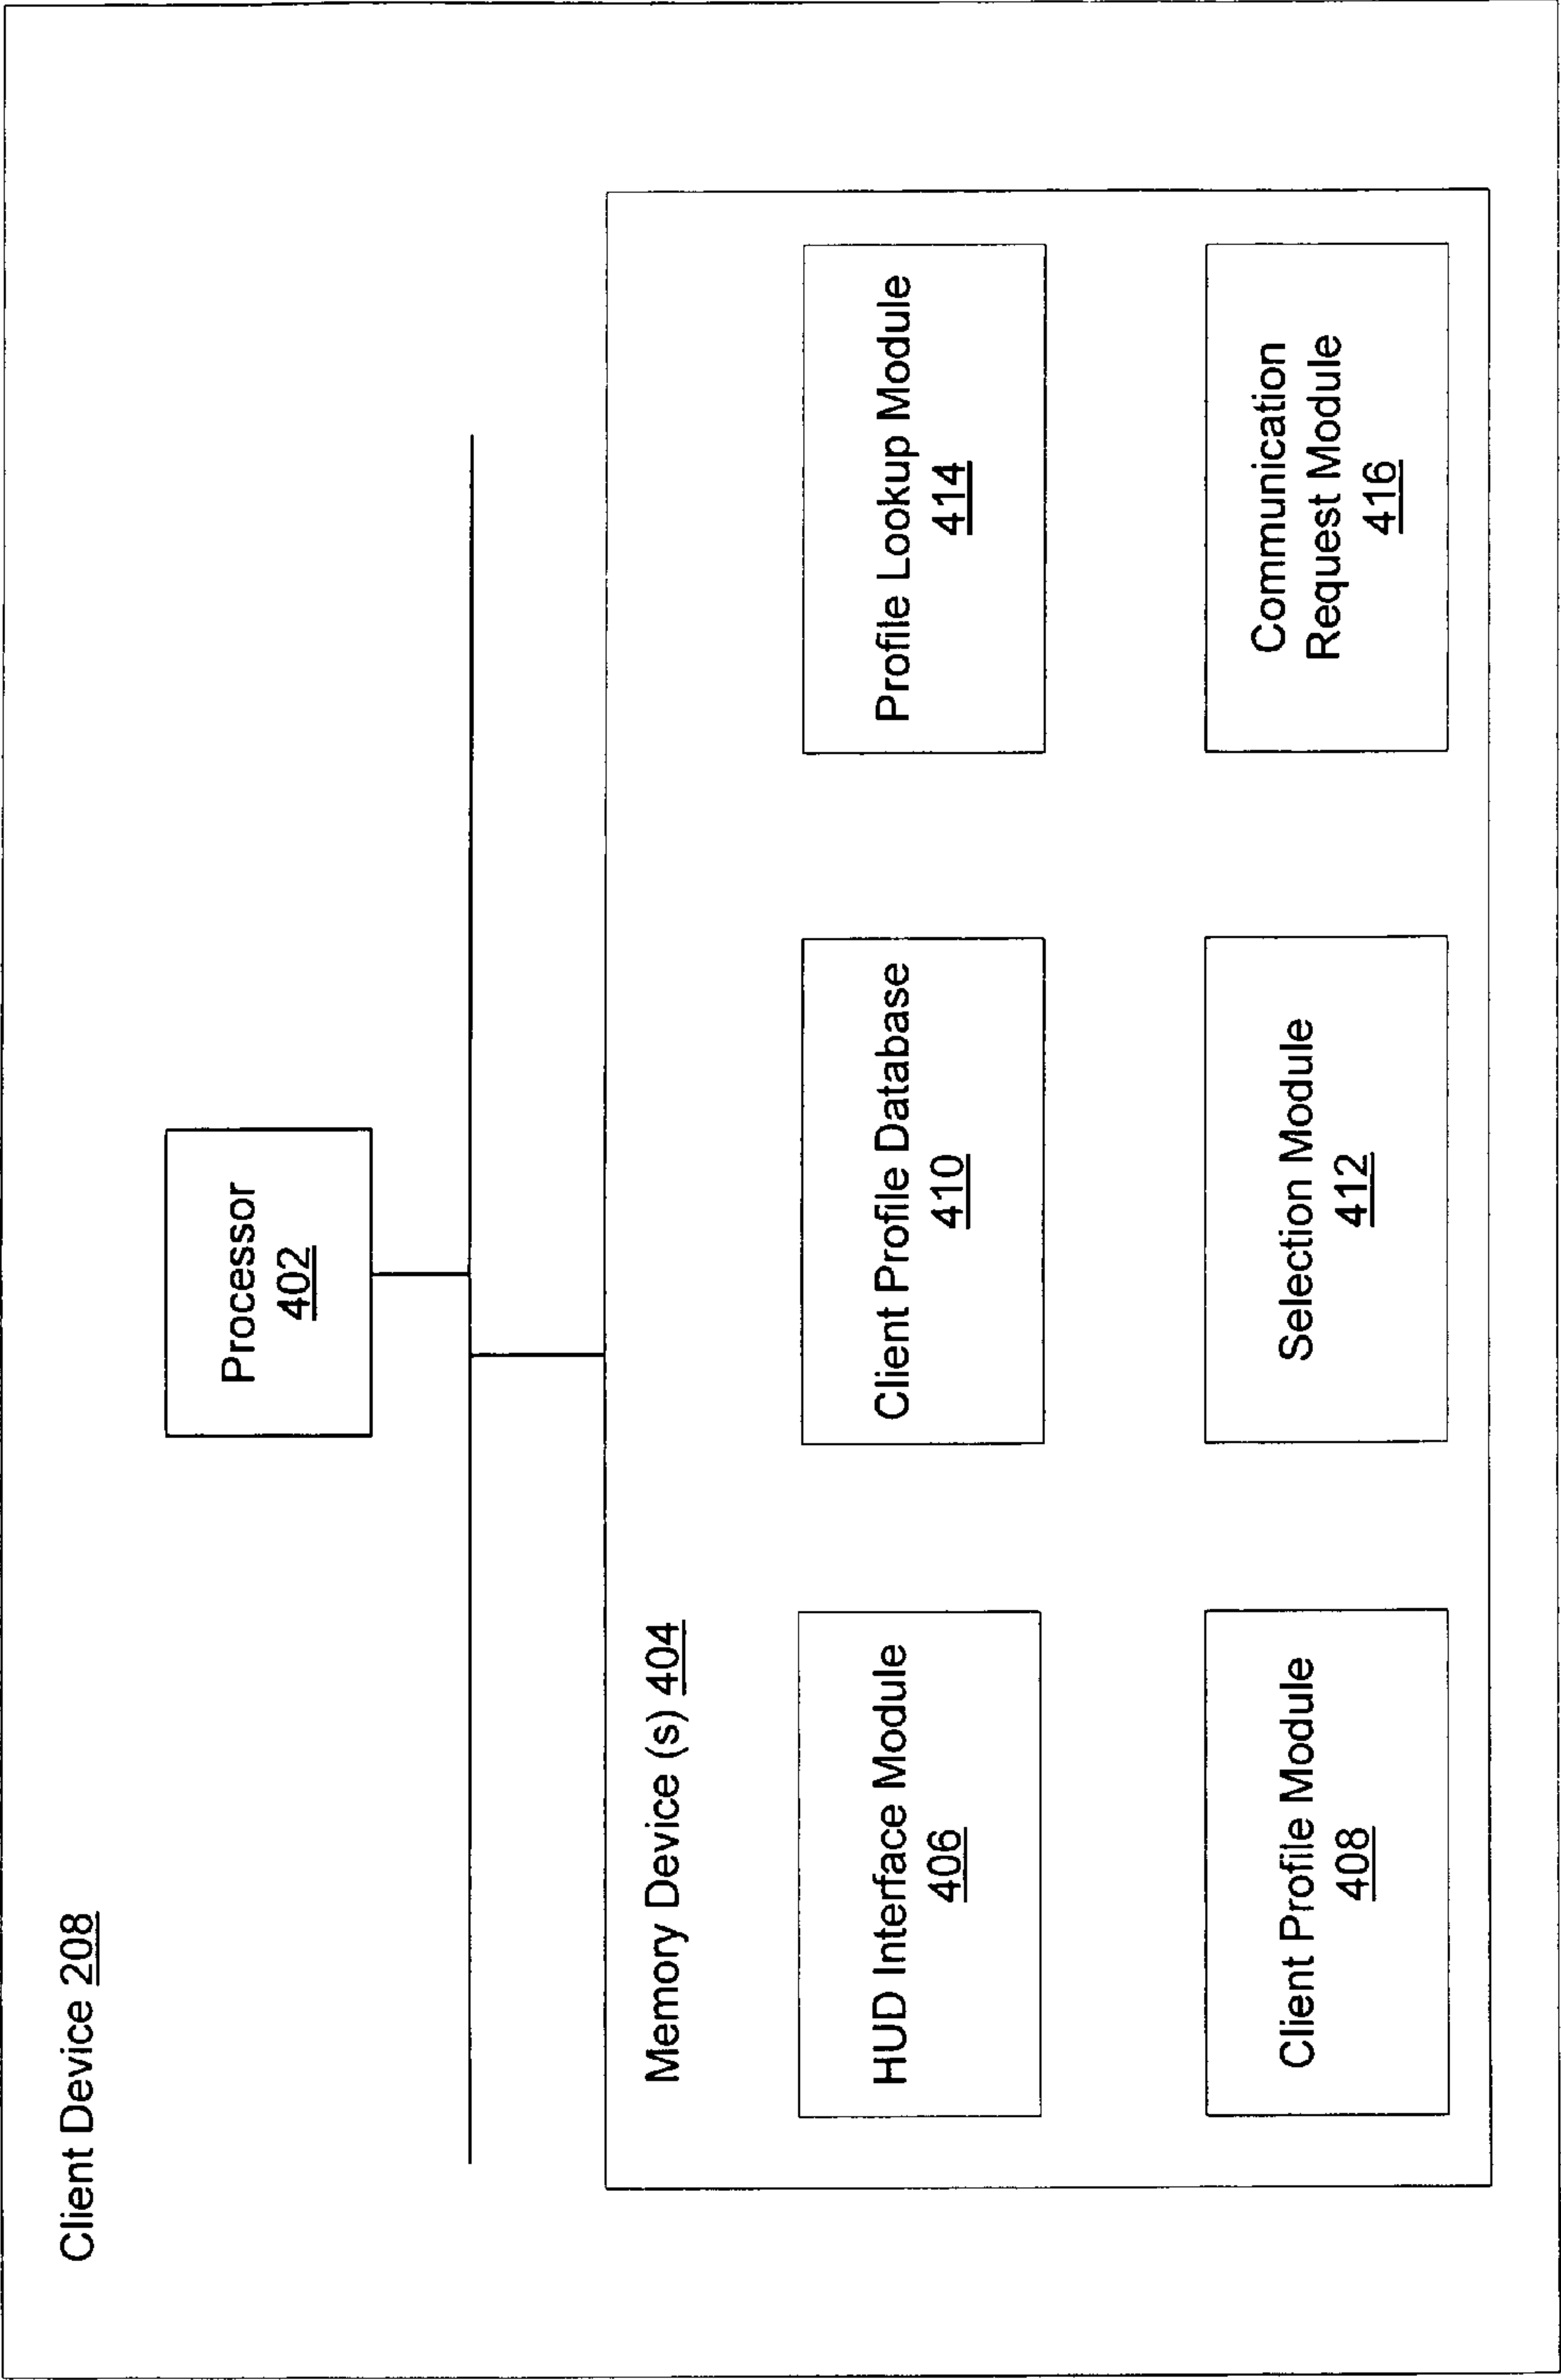 Client Device 208
Processor
402
Memory Device (s) 404
HUD Interface Module
406
Client Profile Database
410
Profile Lookup Module
414
Client Profile Module
408
Selection Module
412
Communication
Request Module
416